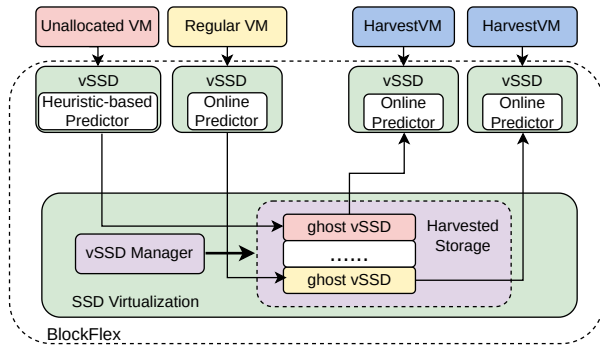 Unallocated VM
Regular VM
HarvestVM
HarvestVM
vSSD
Heuristic-based
Predictor
vSSD
Online
Predictor
vSSD
Online
Predictor
vSSD
Online
Predictor
ghost vSSD
Harvested
Storage
vSSD Manager
......
ghost vSSD
SSD Virtualization
BlockFlex